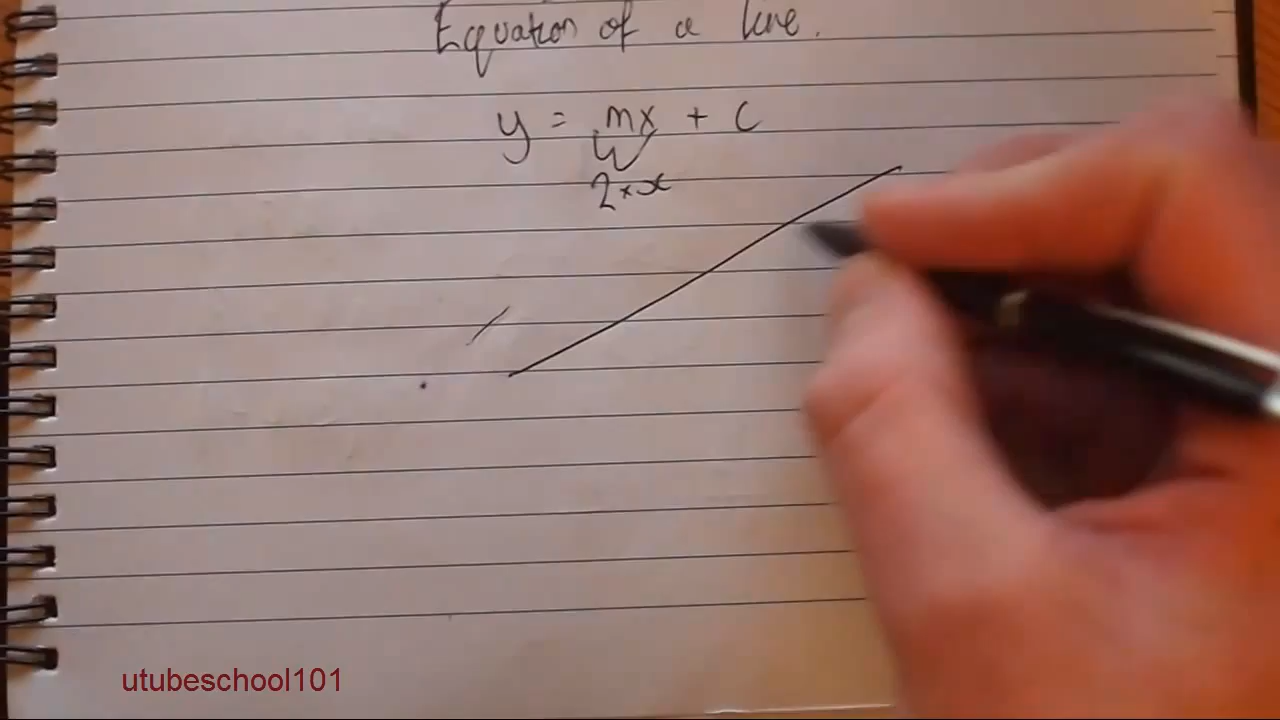 Equation of a line.
y = mx + c
2 × x
utubeschool101